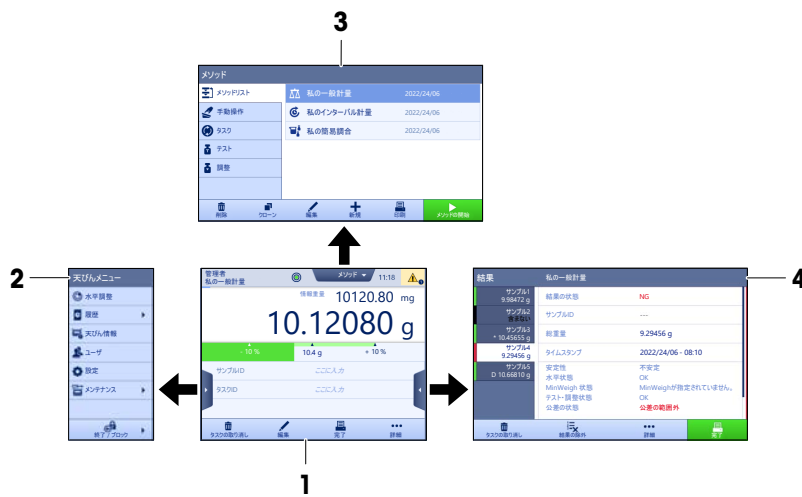 3
メソッド
メソッドリスト
手動操作
タスク
テスト
調整
私の一般計量 2022/24/06
私のインターバル計量 2022/24/06
私の簡易調合 2022/24/06
削除
クローン
編集
新規
印刷
メソッドの開始
2
天びんメニュー
水平調整
履歴
天びん情報
ユーザ
設定
メンテナンス
終了 / ブロック
管理者
私の一般計量
メソッド
11:18
情報重量 10120.80 mg
10.12080 g
- 10 % 10.4 g + 10 %
サンプルID ここに入力
タスクID ここに入力
タスクの取り消し
編集
完了
詳細
1
4
結果 私の一般計量
サンプル1
9.98472 g
サンプル2
含まない
サンプル3
* 10.45655 g
サンプル4
9.29456 g
サンプル5
D 10.66810 g
結果の状態 NG
サンプルID ---
総重量 9.29456 g
タイムスタンプ 2022/24/06 - 08:10
安定性 不安定
水平状態 OK
MinWeigh 状態 MinWeighが指定されていません。
テスト・調整状態 OK
公差の状態 公差の範囲外
タスクの取り消し
結果の除外
詳細
完了